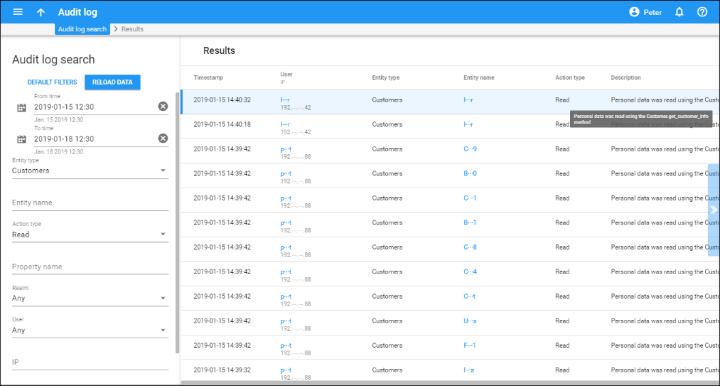 Audit log
Peter
Audit log search > Results
Audit log search
DEFAULT FILTERS RELOAD DATA
From time
2019-01-15 12:30
Jan. 15 2019 12:30
To time
2019-01-18 12:30
Jan. 18 2019 12:30
Entity type
Customers
Entity name
Action type
Read
Property name
Realm
Any
User
Any
IP
Results
Timestamp User Entity type Entity name Action type Description
IP
2019-01-15 14:40:32 I---r Customers I---r Read Personal data was read using the Custo
192.--.--.42
Personal data was read using the Customer.get_customer_info
method
2019-01-15 14:40:18 I---r Customers I---r Read
192.--.--.42
2019-01-15 14:39:42 p---t Customers C---9 Read Personal data was read using the Custo
192.--.--.88
2019-01-15 14:39:42 p---t Customers B---0 Read Personal data was read using the Custo
192.--.--.88
2019-01-15 14:39:42 p---t Customers C---1 Read Personal data was read using the Custo
192.--.--.88
2019-01-15 14:39:42 p---t Customers B---1 Read Personal data was read using the Custo
192.--.--.88
2019-01-15 14:39:42 p---t Customers C---8 Read Personal data was read using the Custo
192.--.--.88
2019-01-15 14:39:42 p---t Customers C---4 Read Personal data was read using the Custo
192.--.--.88
2019-01-15 14:39:42 p---t Customers C---t Read Personal data was read using the Custo
192.--.--.88
2019-01-15 14:39:42 p---t Customers U---s Read Personal data was read using the Custo
192.--.--.88
2019-01-15 14:39:42 p---t Customers F---1 Read Personal data was read using the Custo
192.--.--.88
2019-01-15 14:39:32 p---t Customers I---s Read Personal data was read using the Custo
192.--.--.88